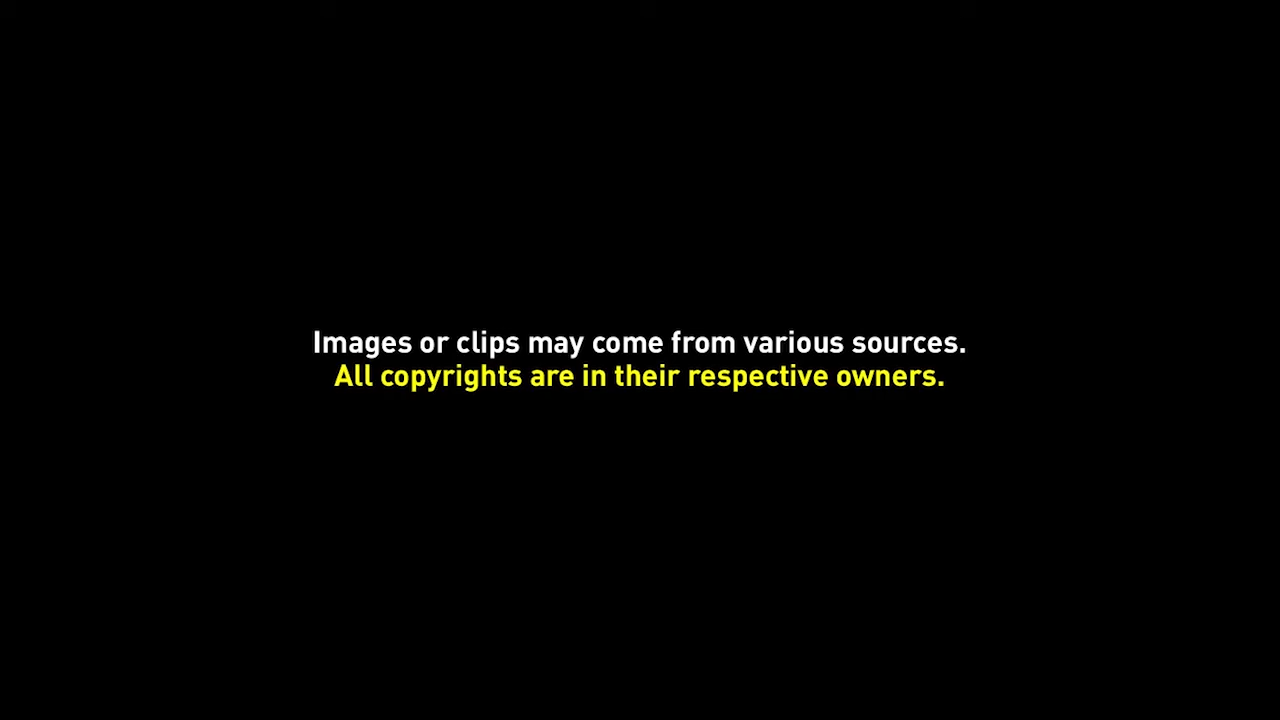 Images or clips may come from various sources.
All copyrights are in their respective owners.